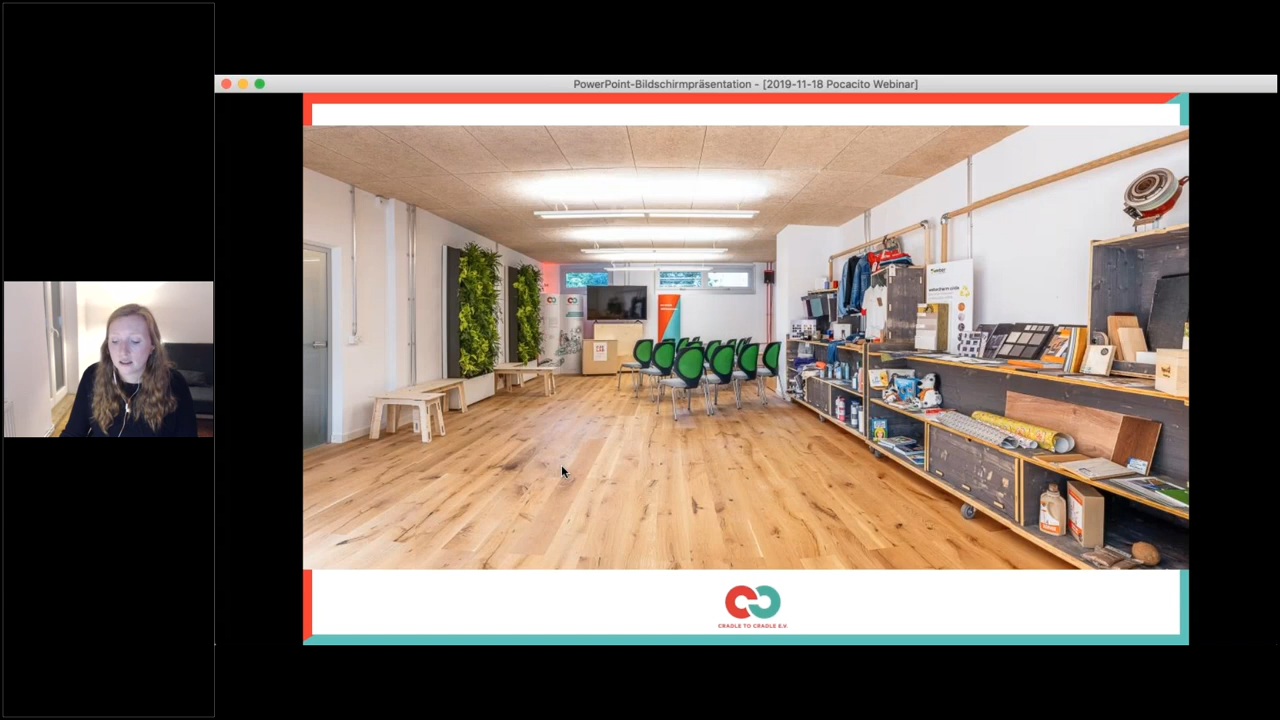 PowerPoint-Bildschirmpräsentation - [2019-11-18 Pocacito Webinar]
CRADLE TO CRADLE E.V.